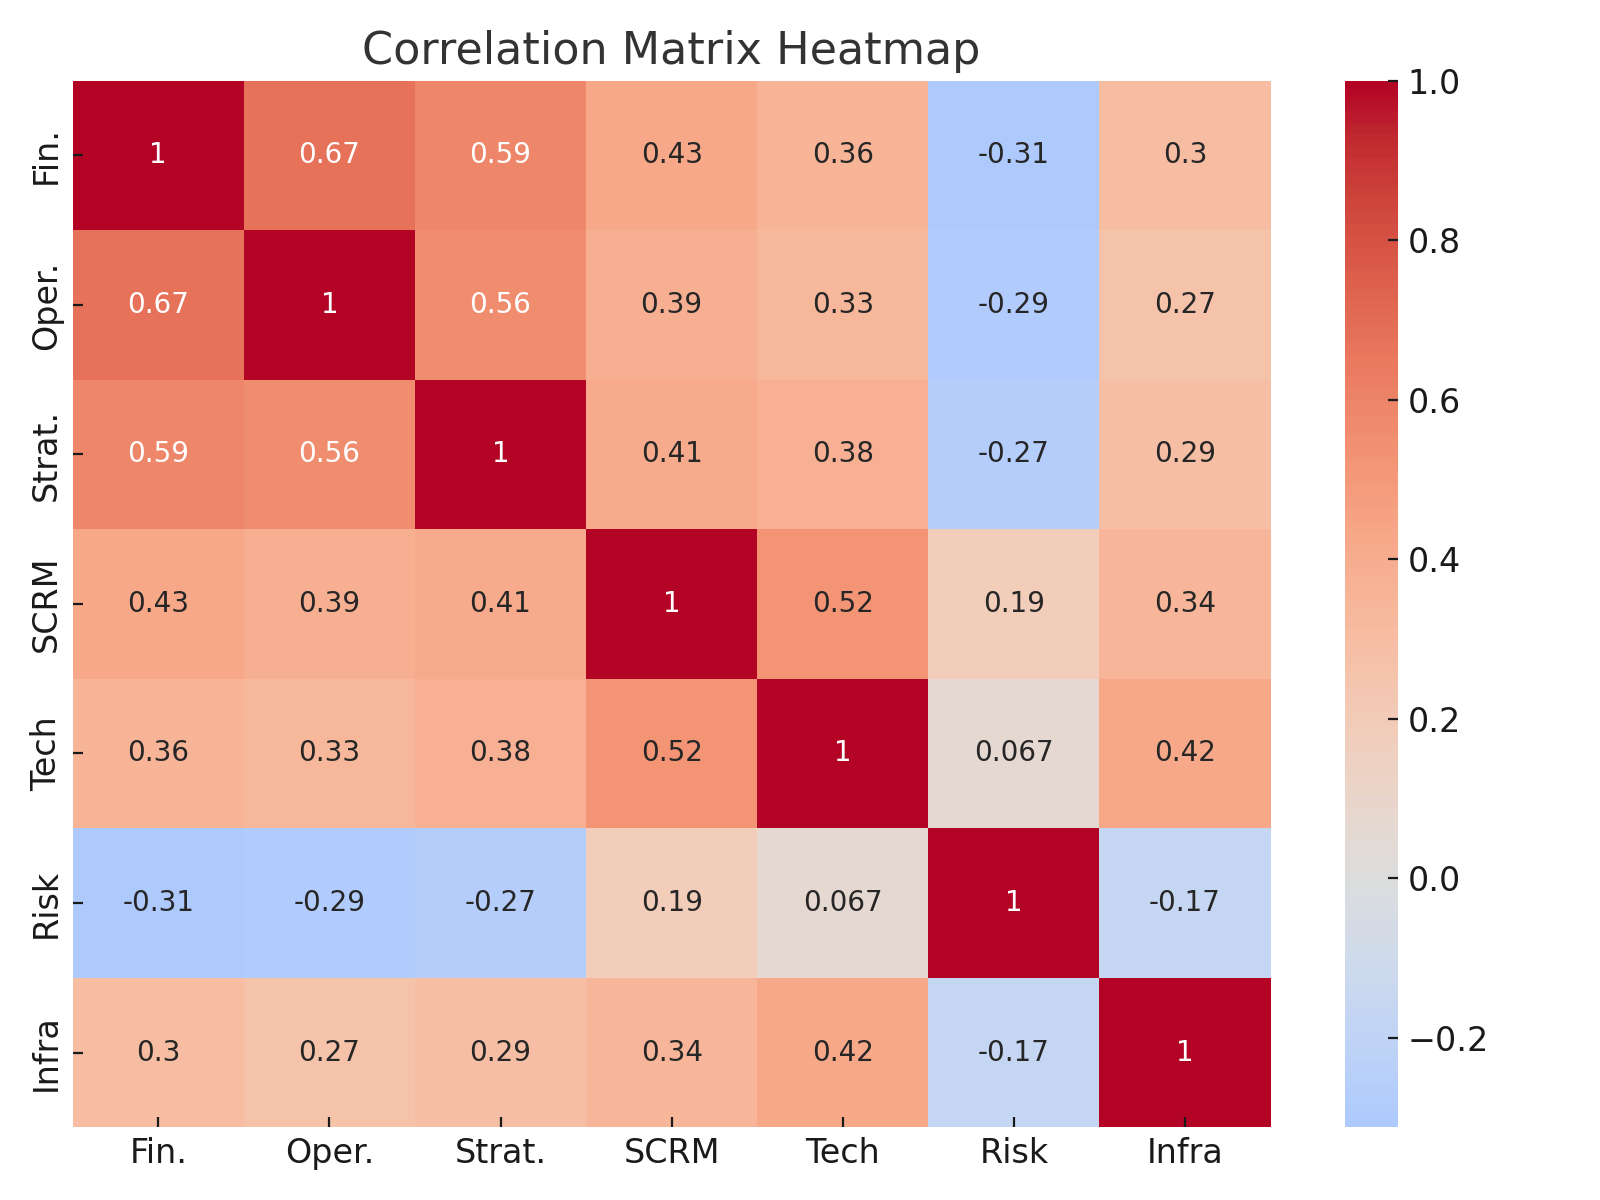 Correlation Matrix Heatmap
Fin. 1 0.67 0.59 0.43 0.36 -0.31 0.3
Oper. 0.67 1 0.56 0.39 0.33 -0.29 0.27
Strat. 0.59 0.56 1 0.41 0.38 -0.27 0.29
SCRM 0.43 0.39 0.41 1 0.52 0.19 0.34
Tech 0.36 0.33 0.38 0.52 1 0.067 0.42
Risk -0.31 -0.29 -0.27 0.19 0.067 1 -0.17
Infra 0.3 0.27 0.29 0.34 0.42 -0.17 1
Fin. Oper. Strat. SCRM Tech Risk Infra
1.0
0.8
0.6
0.4
0.2
0.0
−0.2